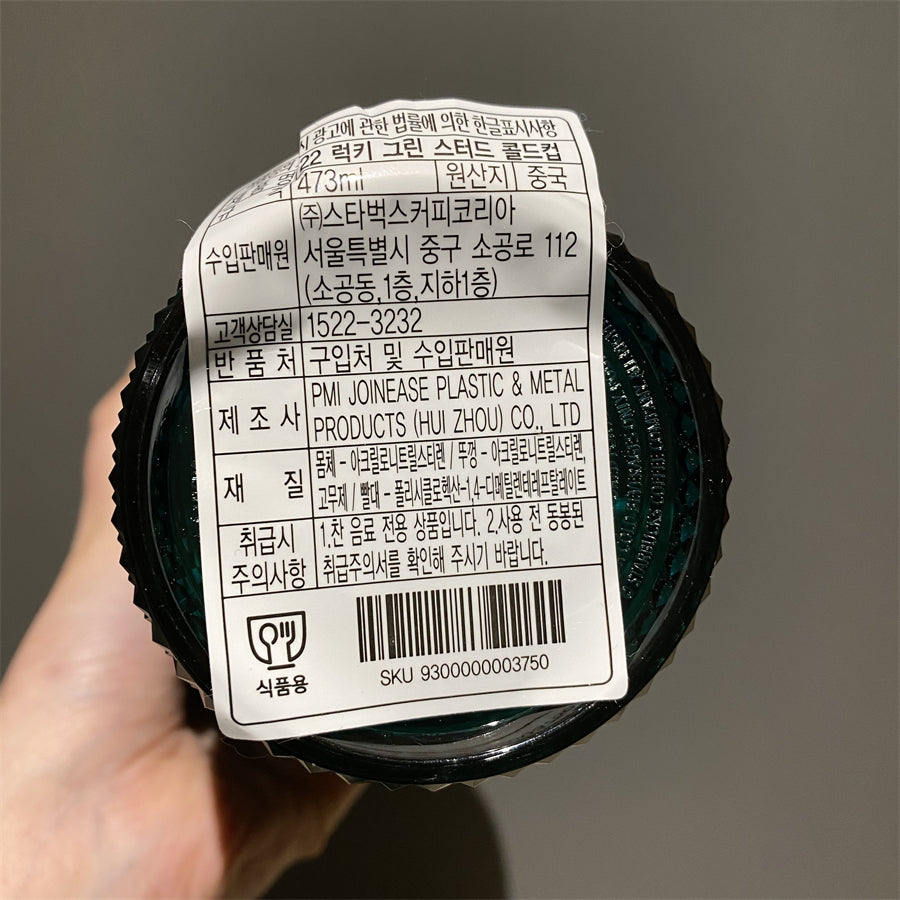 시 광고에 관한 법률에 의한 한글표시사항
22 럭키 그린 스터드 콜드컵
473ml 원산지 중국
수입판매원 (주)스타벅스커피코리아
서울특별시 중구 소공로 112
(소공동,1층,지하1층)
고객상담실 1522-3232
반품처 구입처 및 수입판매원
제조사 PMI JOINEASE PLASTIC & METAL
PRODUCTS (HUI ZHOU) CO., LTD
재질 몸체 - 아크릴로니트릴스티렌 / 뚜껑 - 아크릴로니트릴스티렌,
고무제 / 빨대 - 폴리시클로헥산-1,4-디메틸렌테레프탈레이트
취급시 주의사항 1.찬 음료 전용 상품입니다. 2.사용 전 동봉된
취급주의서를 확인해 주시기 바랍니다.
식품용
SKU 9300000003750